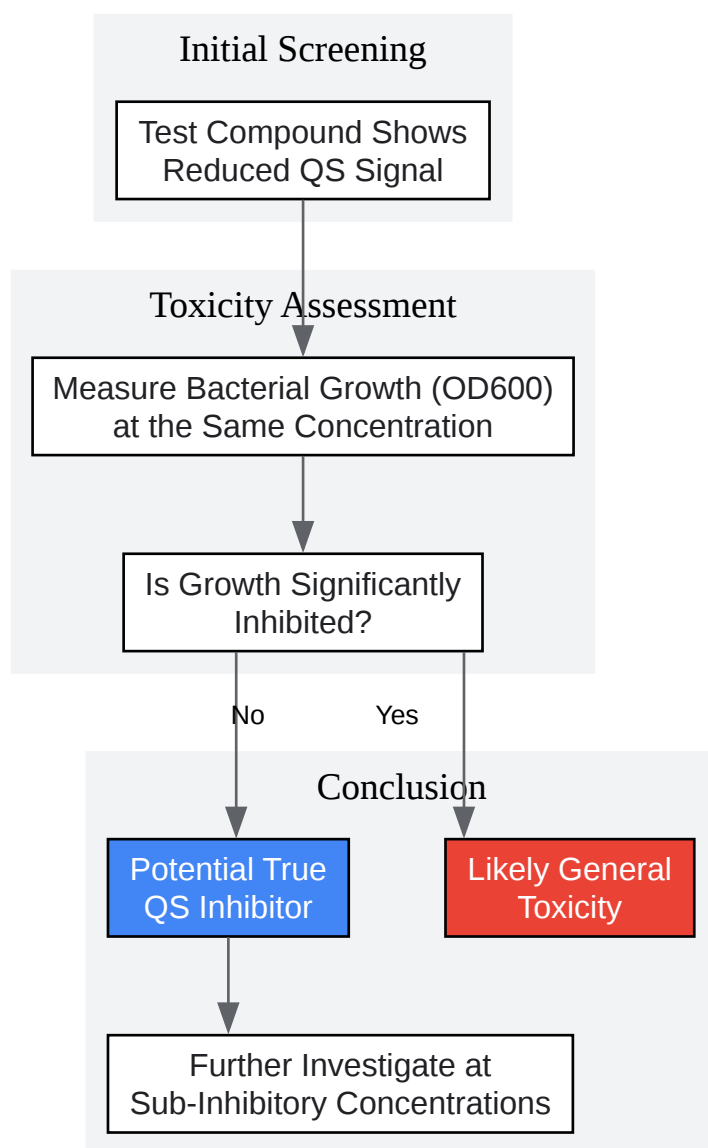 Initial Screening
Test Compound Shows
Reduced QS Signal
Toxicity Assessment
Measure Bacterial Growth (OD600)
at the Same Concentration
Is Growth Significantly
Inhibited?
No
Yes
Conclusion
Potential True
QS Inhibitor
Likely General
Toxicity
Further Investigate at
Sub-Inhibitory Concentrations